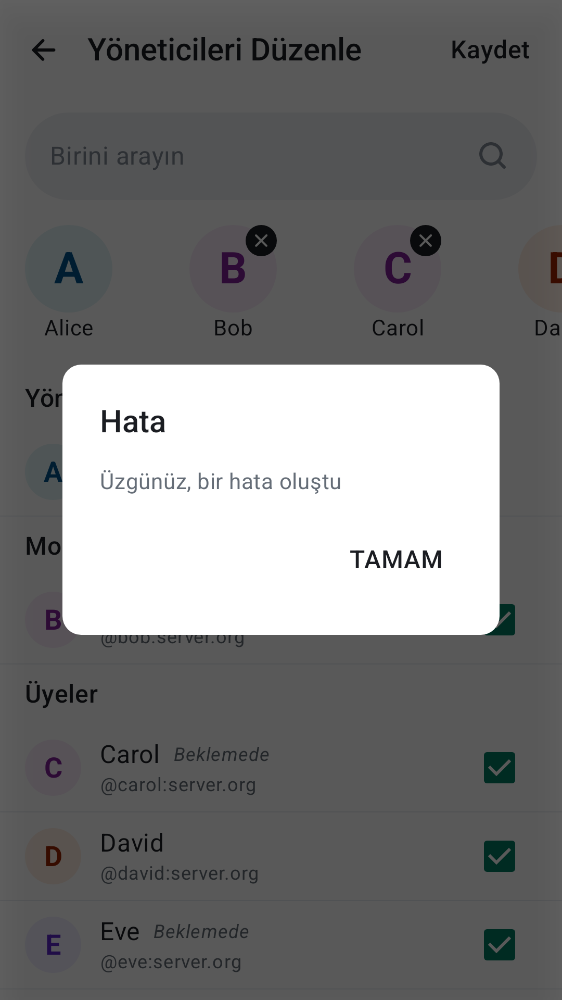 Yöneticileri Düzenle
Kaydet
Birini arayın
A
B
C
Alice
Bob
Carol
Da
Yör
A
Hata
Üzgünüz, bir hata oluştu
TAMAM
Mo
B
@bob:server.org
Üyeler
C
Carol Beklemede
@carol:server.org
D
David
@david:server.org
E
Eve Beklemede
@eve:server.org